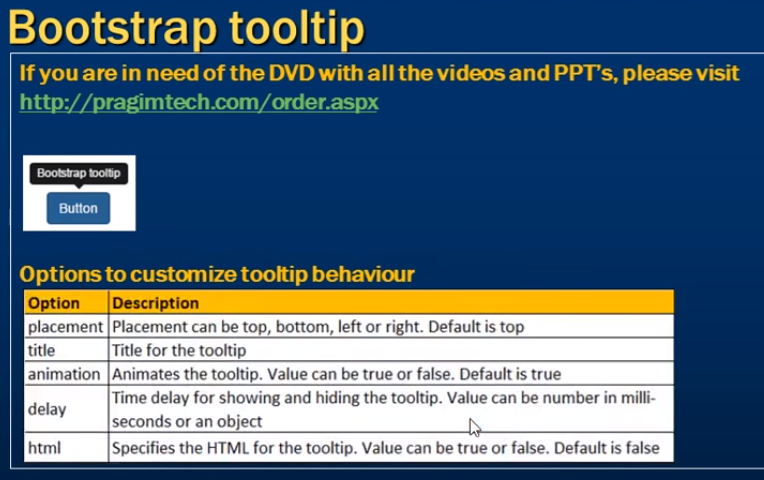 Bootstrap tooltip
If you are in need of the DVD with all the videos and PPT's, please visit
http://pragimtech.com/order.aspx
Bootstrap tooltip
Button
Options to customize tooltip behaviour
Option Description
placement Placement can be top, bottom, left or right. Default is top
title Title for the tooltip
animation Animates the tooltip. Value can be true or false. Default is true
delay Time delay for showing and hiding the tooltip. Value can be number in milli-
seconds or an object
html Specifies the HTML for the tooltip. Value can be true or false. Default is false